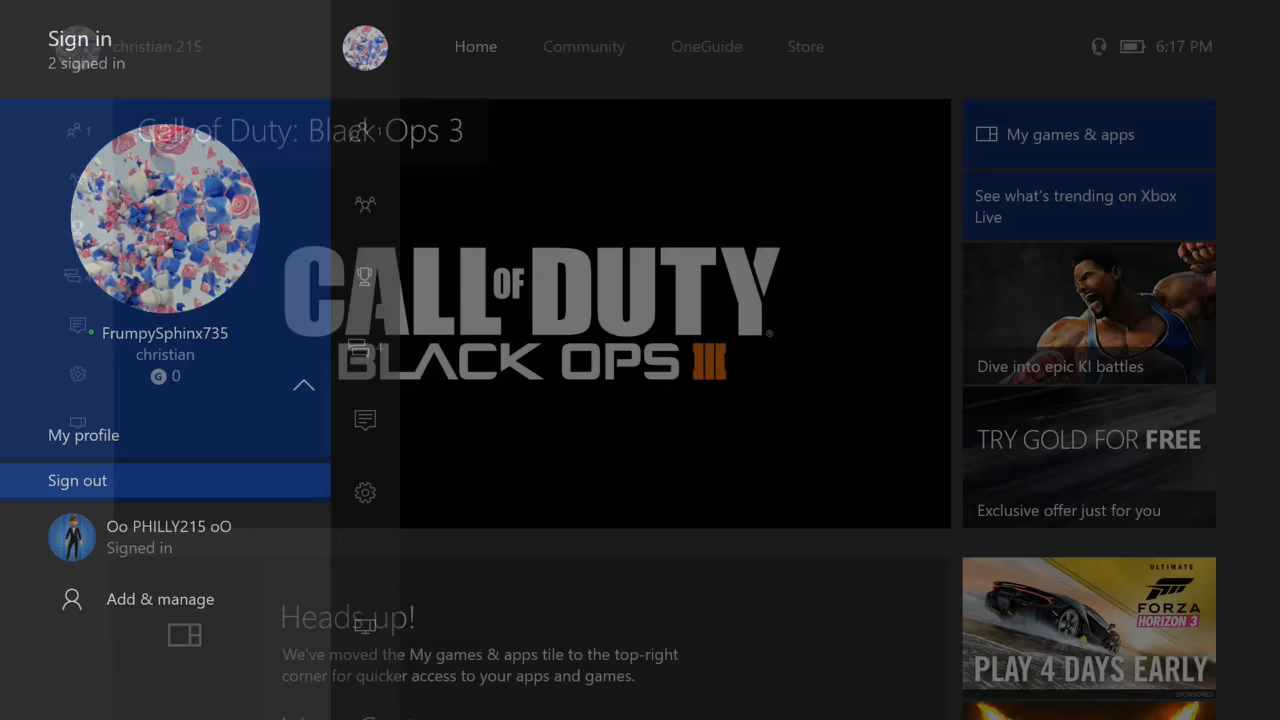 Sign in
2 signed in
christian 215
Home
Community
OneGuide
Store
6:17 PM
1
Call of Duty: Black Ops 3
1
FrumpySphinx735
christian
G 0
My profile
Sign out
Oo PHILLY215 oO
Signed in
Add & manage
CALL OF DUTY®
BLACK OPS III
My games & apps
See what's trending on Xbox
Live
Dive into epic KI battles
TRY GOLD FOR FREE
Exclusive offer just for you
Heads up!
We've moved the My games & apps tile to the top-right
corner for quicker access to your apps and games.
ULTIMATE
FORZA
HORIZON 3
PLAY 4 DAYS EARLY
SPONSORED